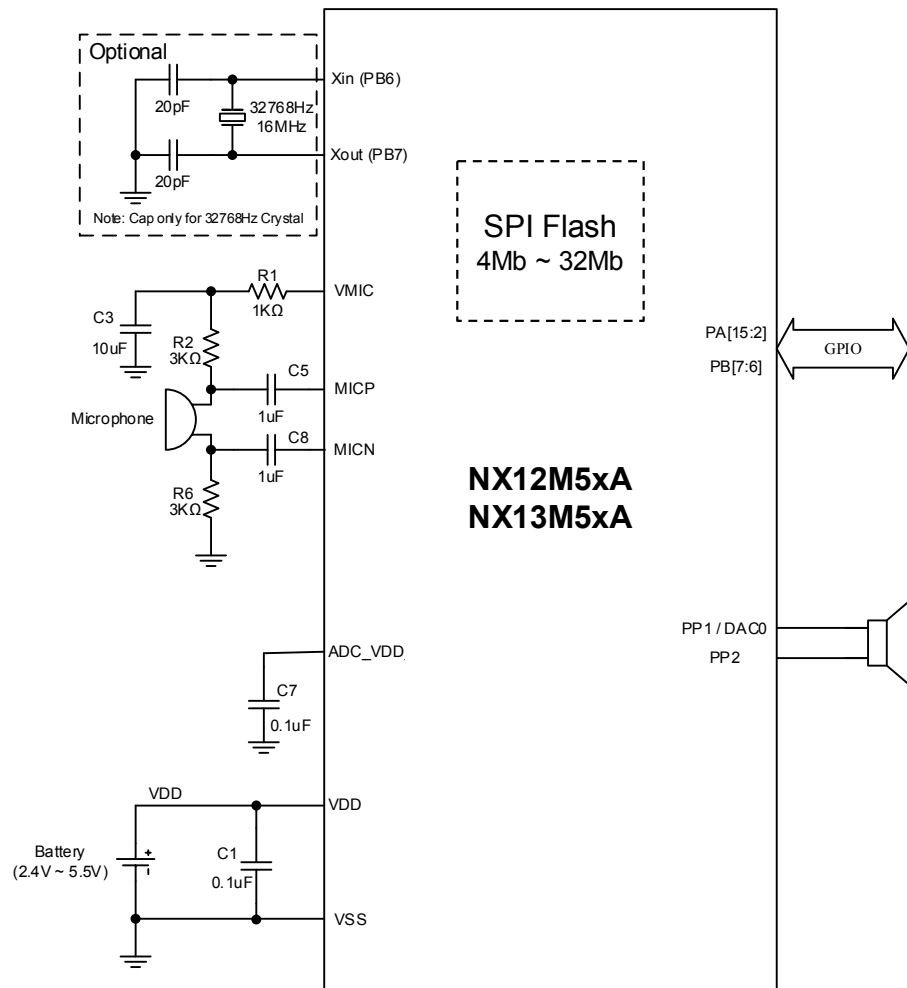 Optional
Xin (PB6)
20pF
32768Hz
16MHz
Xout (PB7)
20pF
Note: Cap only for 32768Hz Crystal
SPI Flash
4Mb ~ 32Mb
R1
VMIC
1KΩ
C3
10uF
R2
3KΩ
PA[15:2]
GPIO
PB[7:6]
C5
MICP
1uF
Microphone
C8
MICN
1uF
R6
3KΩ
NX12M5xA
NX13M5xA
PP1 / DAC0
PP2
ADC_VDD
C7
0.1uF
VDD
VDD
Battery
(2.4V ~ 5.5V)
+
-
C1
0.1uF
VSS